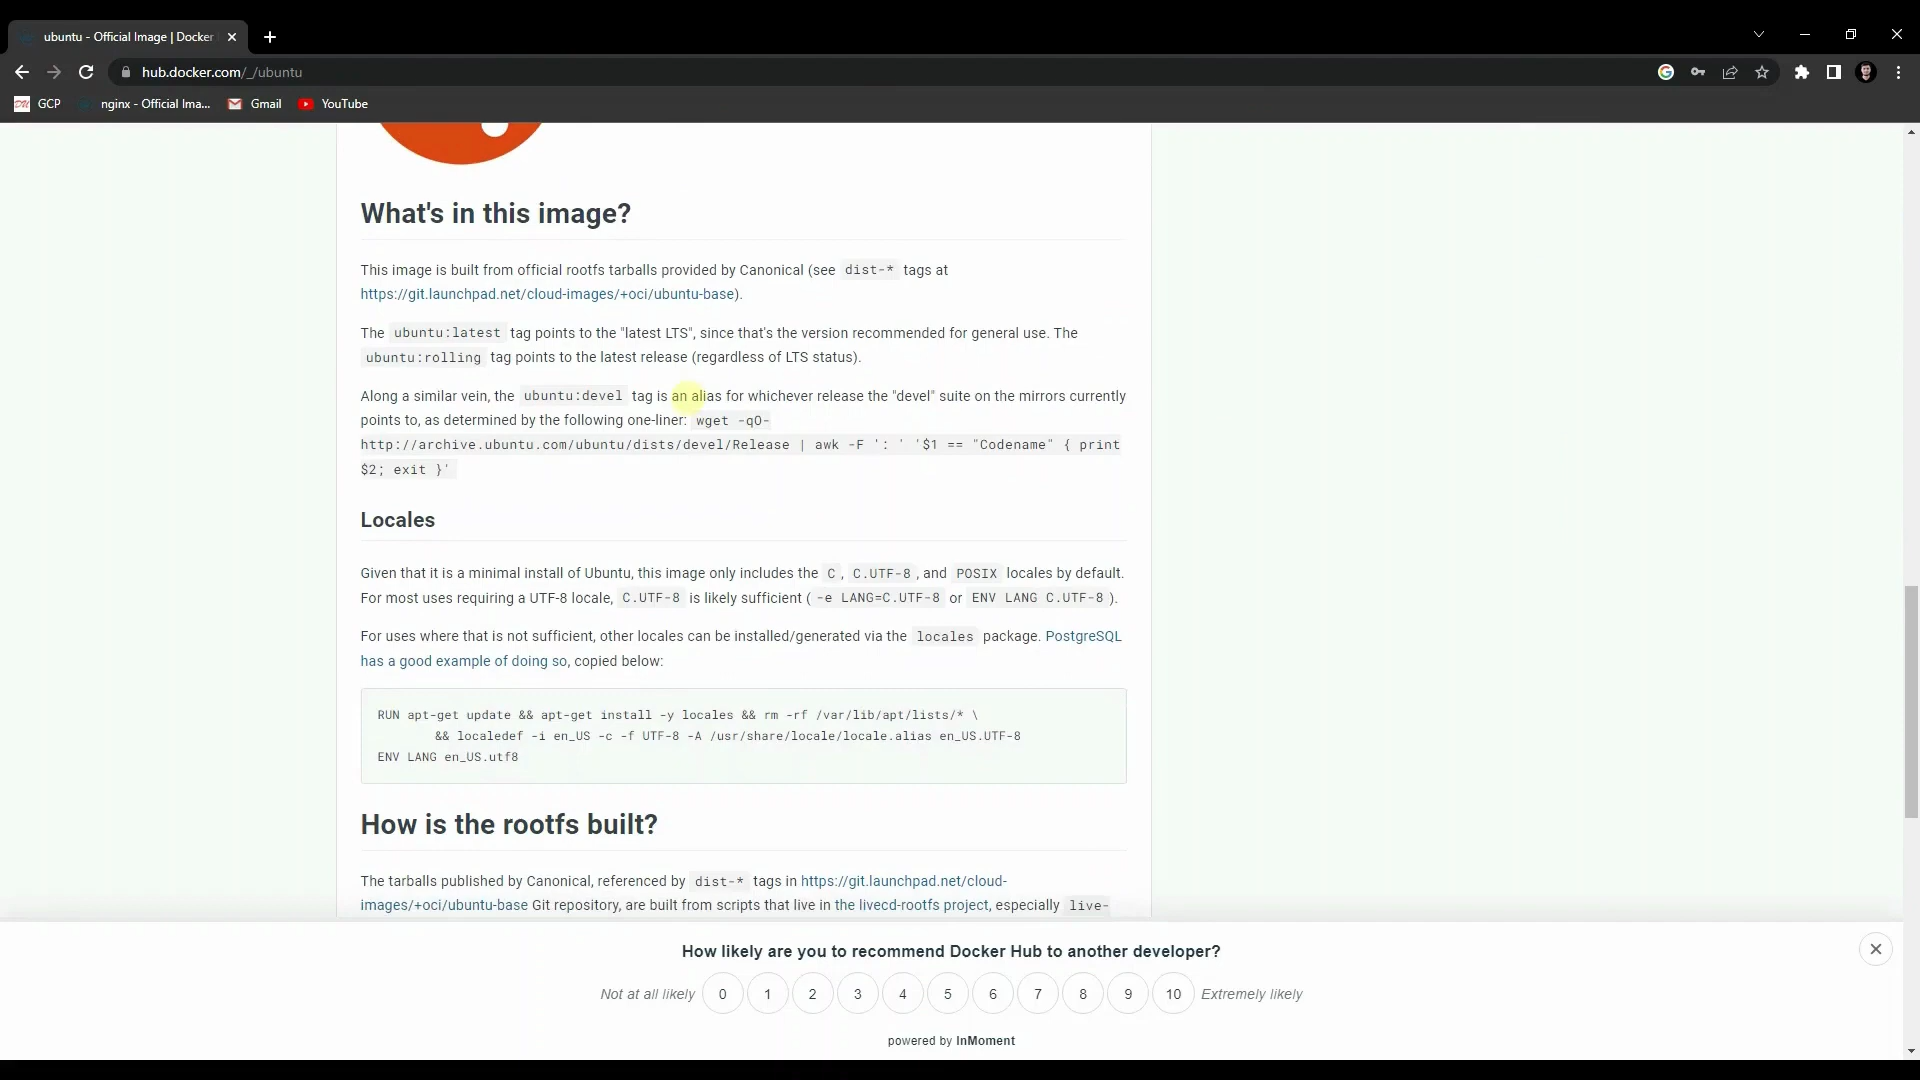 ubuntu - Official Image | Docker
hub.docker.com/_/ubuntu
GCP
nginx - Official Ima...
Gmail
YouTube
What's in this image?
This image is built from official rootfs tarballs provided by Canonical (see dist-* tags at
https://git.launchpad.net/cloud-images/+oci/ubuntu-base).
The ubuntu:latest tag points to the "latest LTS", since that's the version recommended for general use. The
ubuntu:rolling tag points to the latest release (regardless of LTS status).
Along a similar vein, the ubuntu:devel tag is an alias for whichever release the "devel" suite on the mirrors currently
points to, as determined by the following one-liner: wget -qO-
http://archive.ubuntu.com/ubuntu/dists/devel/Release | awk -F ': ' '$1 == "Codename" { print
$2; exit }'
Locales
Given that it is a minimal install of Ubuntu, this image only includes the C, C.UTF-8, and POSIX locales by default.
For most uses requiring a UTF-8 locale, C.UTF-8 is likely sufficient ( -e LANG=C.UTF-8 or ENV LANG C.UTF-8 ).
For uses where that is not sufficient, other locales can be installed/generated via the locales package. PostgreSQL
has a good example of doing so, copied below:
RUN apt-get update && apt-get install -y locales && rm -rf /var/lib/apt/lists/* \
&& localedef -i en_US -c -f UTF-8 -A /usr/share/locale/locale.alias en_US.UTF-8
ENV LANG en_US.utf8
How is the rootfs built?
The tarballs published by Canonical, referenced by dist-* tags in https://git.launchpad.net/cloud-
images/+oci/ubuntu-base Git repository, are built from scripts that live in the livecd-rootfs project, especially live-
How likely are you to recommend Docker Hub to another developer?
Not at all likely 0 1 2 3 4 5 6 7 8 9 10 Extremely likely
powered by InMoment